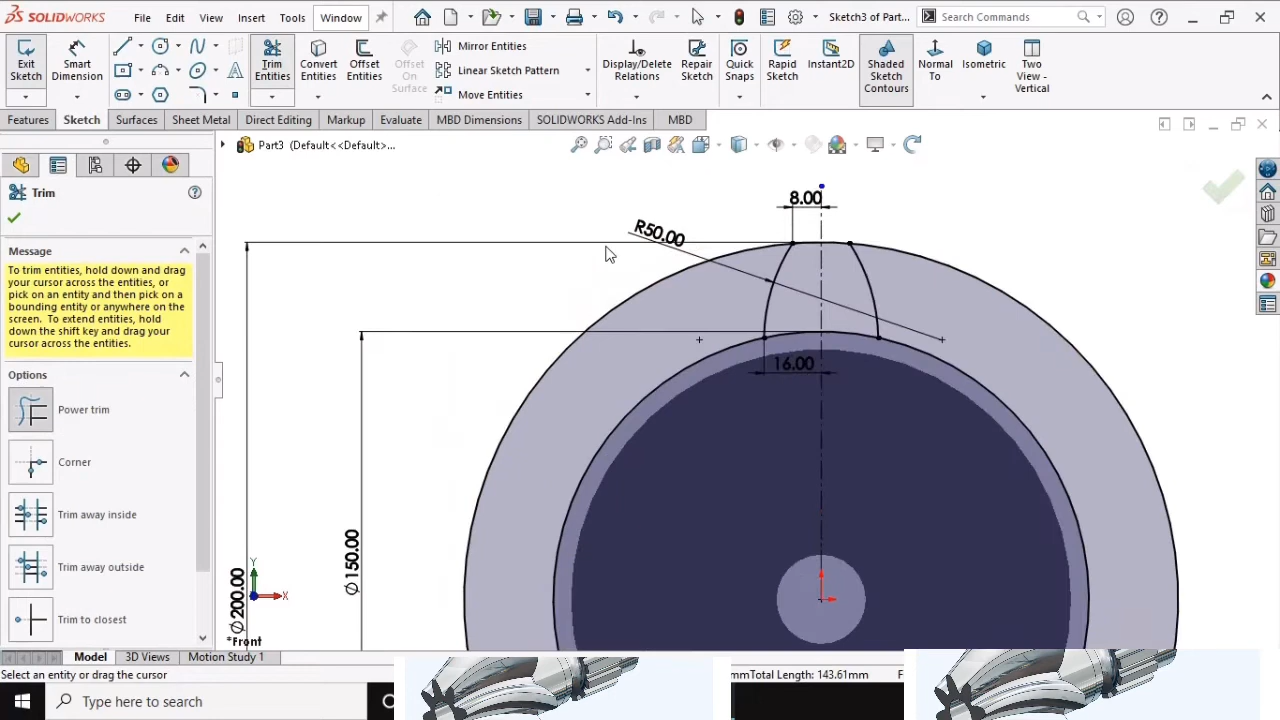 SOLIDWORKS File Edit View Insert Tools Window Sketch3 of Part... Search Commands
Exit Sketch
Smart Dimension
Trim Entities
Convert Entities
Offset Entities
Offset On Surface
Mirror Entities
Linear Sketch Pattern
Move Entities
Display/Delete Relations
Repair Sketch
Quick Snaps
Rapid Sketch
Instant2D
Shaded Sketch Contours
Normal To
Isometric
Two View - Vertical
Features Sketch Surfaces Sheet Metal Direct Editing Markup Evaluate MBD Dimensions SOLIDWORKS Add-Ins MBD
Part3 (Default<<Default>...
Trim
Message
To trim entities, hold down and drag
your cursor across the entities, or
pick on an entity and then pick on a
bounding entity or anywhere on the
screen. To extend entities, hold
down the shift key and drag your
cursor across the entities.
Options
Power trim
Corner
Trim away inside
Trim away outside
Trim to closest
8.00
R50.00
16.00
∅150.00
∅200.00
Y
X
*Front
Model 3D Views Motion Study 1
Select an entity or drag the cursor
mmTotal Length: 143.61mm F
Type here to search